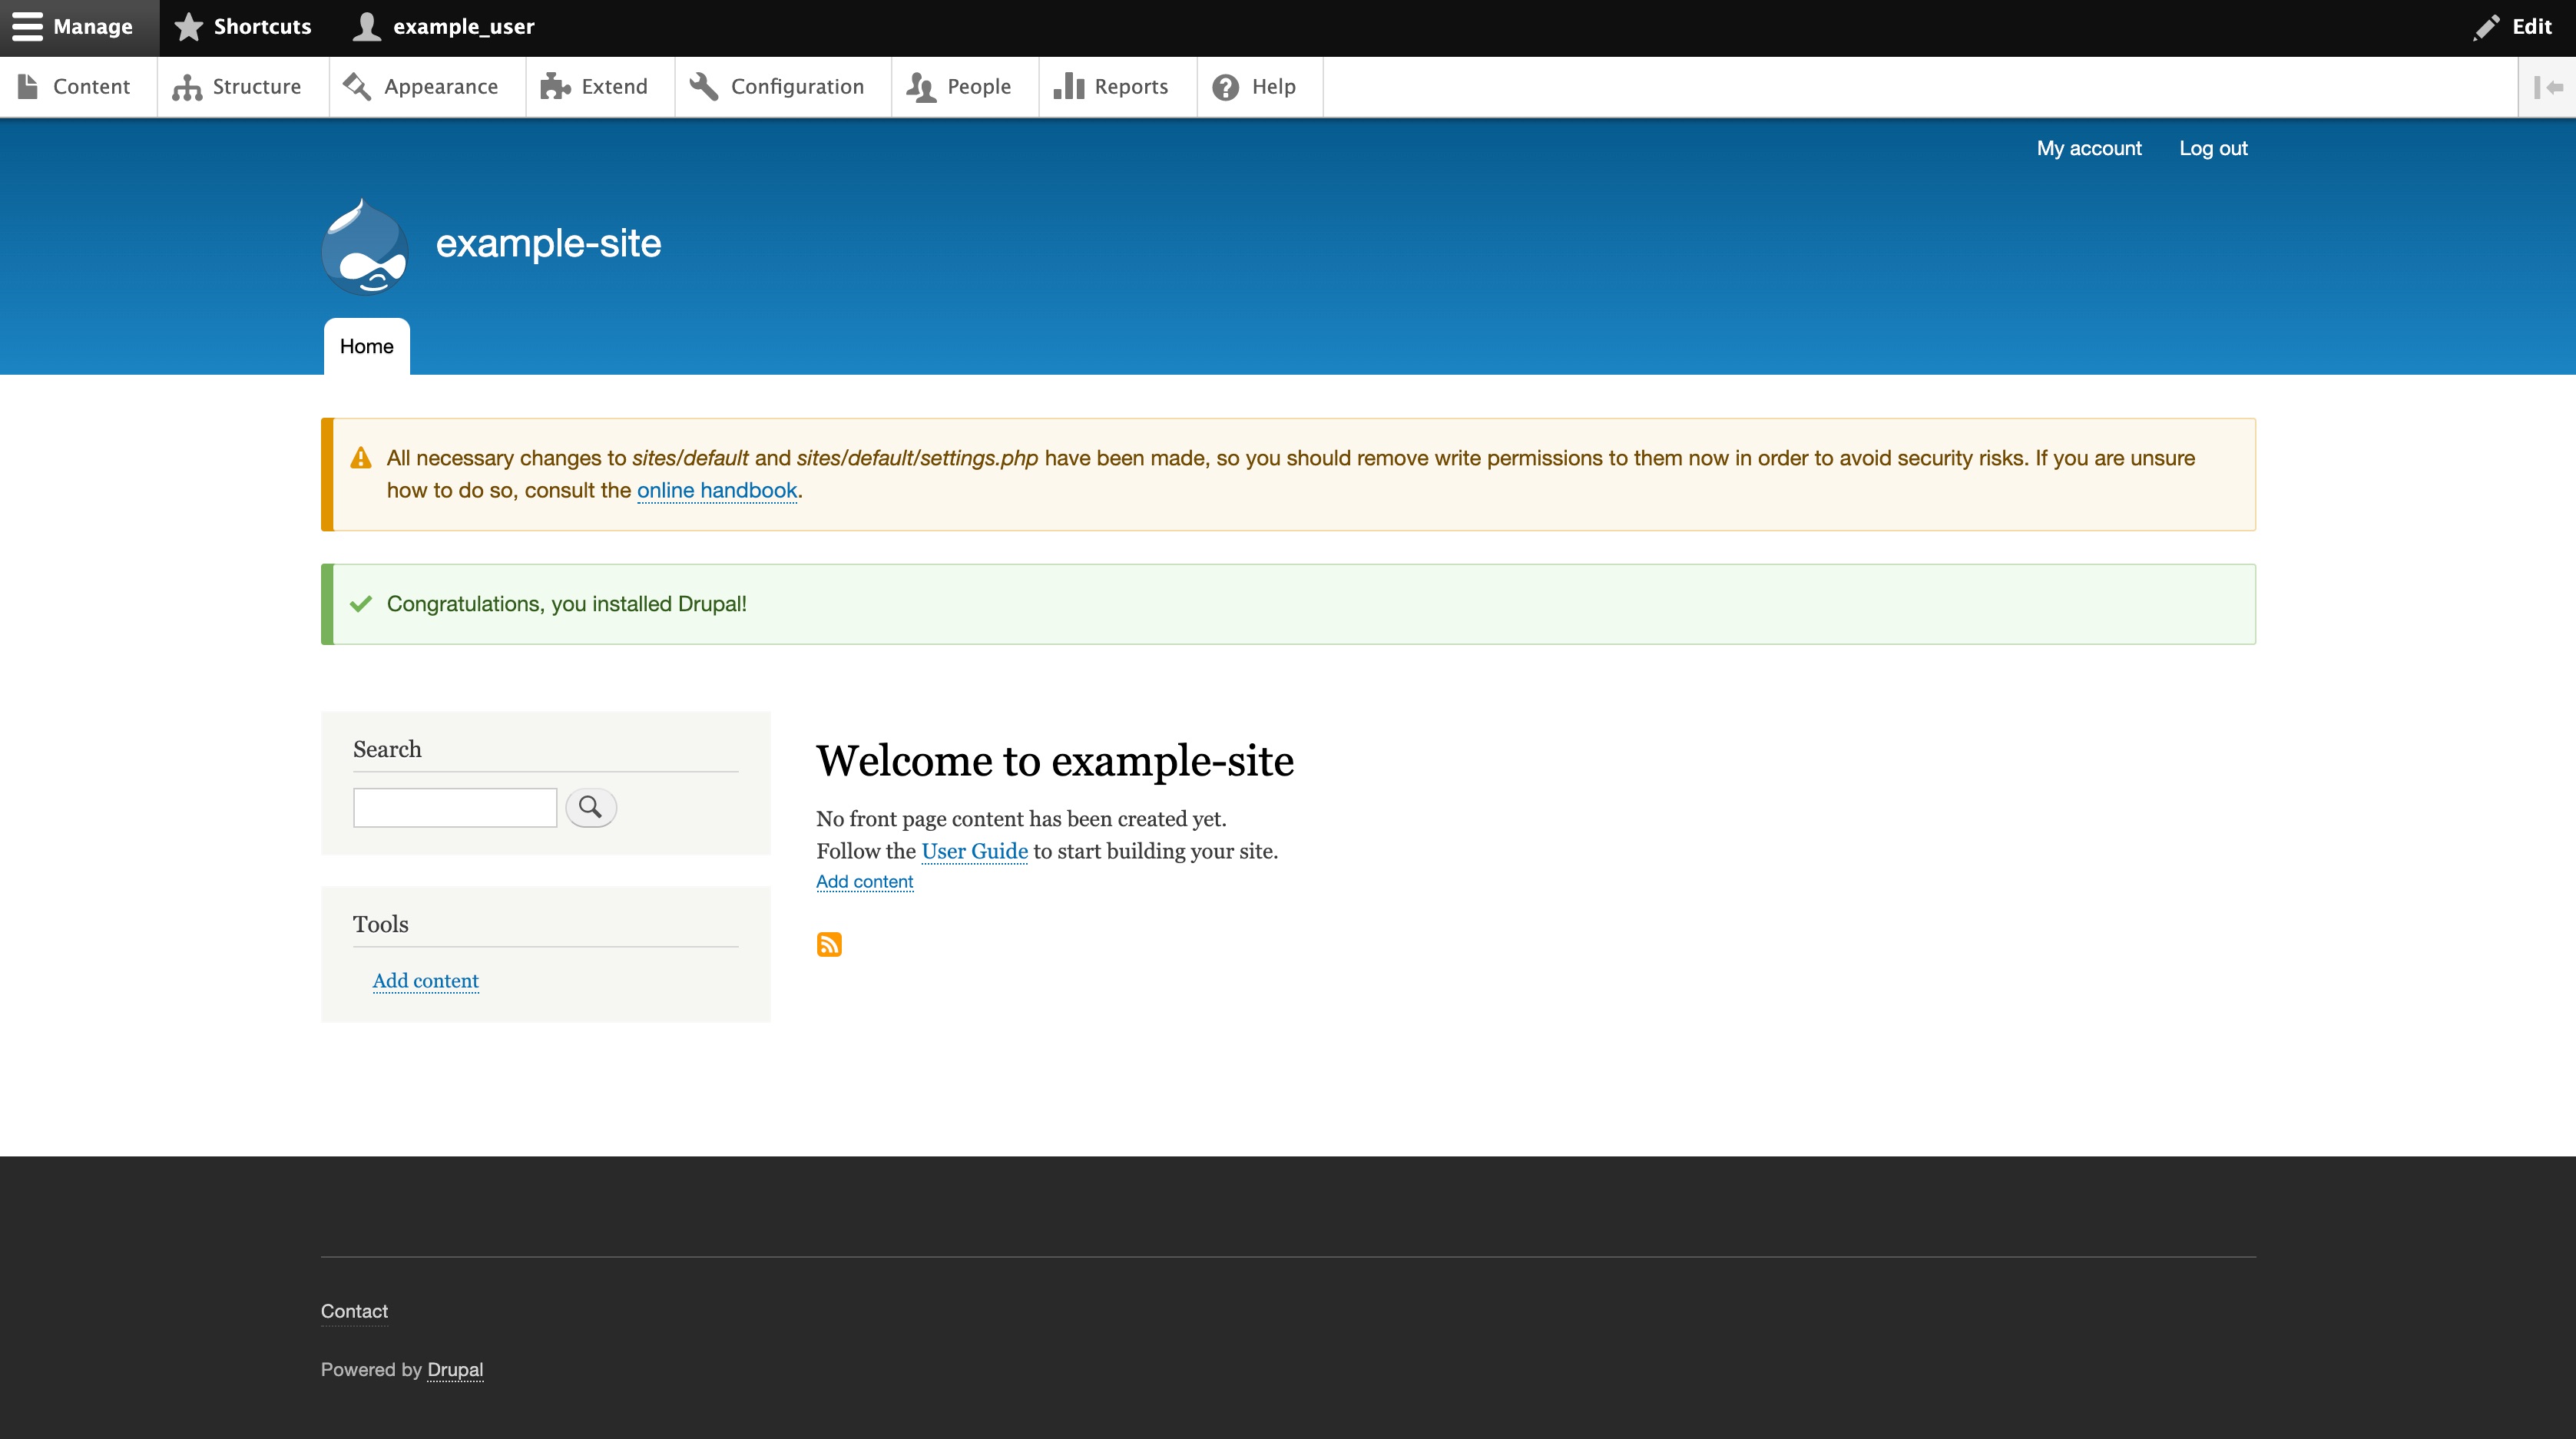 Manage Shortcuts example_user Edit
Content Structure Appearance Extend Configuration People Reports Help
My account Log out
example-site
Home
All necessary changes to sites/default and sites/default/settings.php have been made, so you should remove write permissions to them now in order to avoid security risks. If you are unsure
how to do so, consult the online handbook.
Congratulations, you installed Drupal!
Search
Tools
Add content
Welcome to example-site
No front page content has been created yet.
Follow the User Guide to start building your site.
Add content
Contact
Powered by Drupal